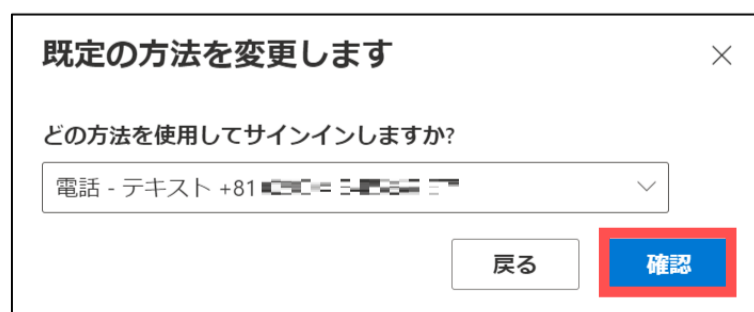 既定の方法を変更します
どの方法を使用してサインインしますか?
電話 - テキスト +81
戻る
確認